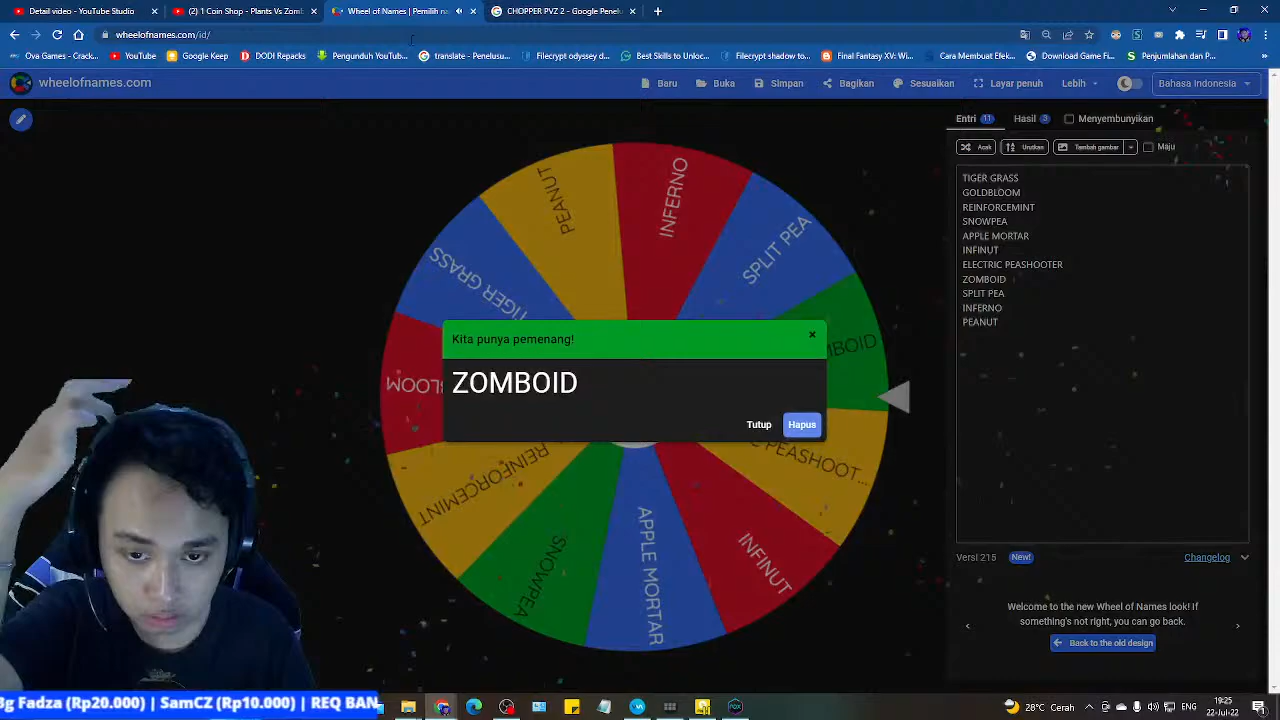 Detail video - YouTube
(2) 1 Coin Shop - Plants Vs Zomb
Wheel of Names | Pemilih n
CHOPPER PVZ 2 - Google Penelu
wheelofnames.com/id/
Ova Games - Crack...
YouTube
Google Keep
DODI Repacks
Pengunduh YouTub...
translate - Penelusu...
Filecrypt odyssey d...
Best Skills to Unloc...
Filecrypt shadow to...
Final Fantasy XV: Wi...
Cara Membuat Efek...
Download Game G...
Penjumlahan dan P...
wheelofnames.com
Baru
Buka
Simpan
Bagikan
Sesuaikan
Layar penuh
Lebih
Bahasa Indonesia
Entri 11
Hasil 3
Menyembunyikan
Acak
Urutkan
Tambah gambar
Maju
TIGER GRASS
GOLDBLOOM
REINFORCEMINT
SNOWPEA
APPLE MORTAR
INFINUT
ELECTRIC PEASHOOTER
ZOMBOID
SPLIT PEA
INFERNO
PEANUT
PEANUT
INFERNO
SPLIT PEA
TIGER GRASS
MBOID
BLOOM
Kita punya pemenang!
ZOMBOID
Tutup
Hapus
REINFORCEMINT
PEASHOOT...
SNOWPEA
APPLE MORTAR
INFINUT
Versi 215
New!
Changelog
Welcome to the new Wheel of Names look! If
something's not right, you can go back.
Back to the old design
Bg Fadza (Rp20.000) | SamCZ (Rp10.000) | REQ BAN
28°C Cerah
19:25
22/10/22